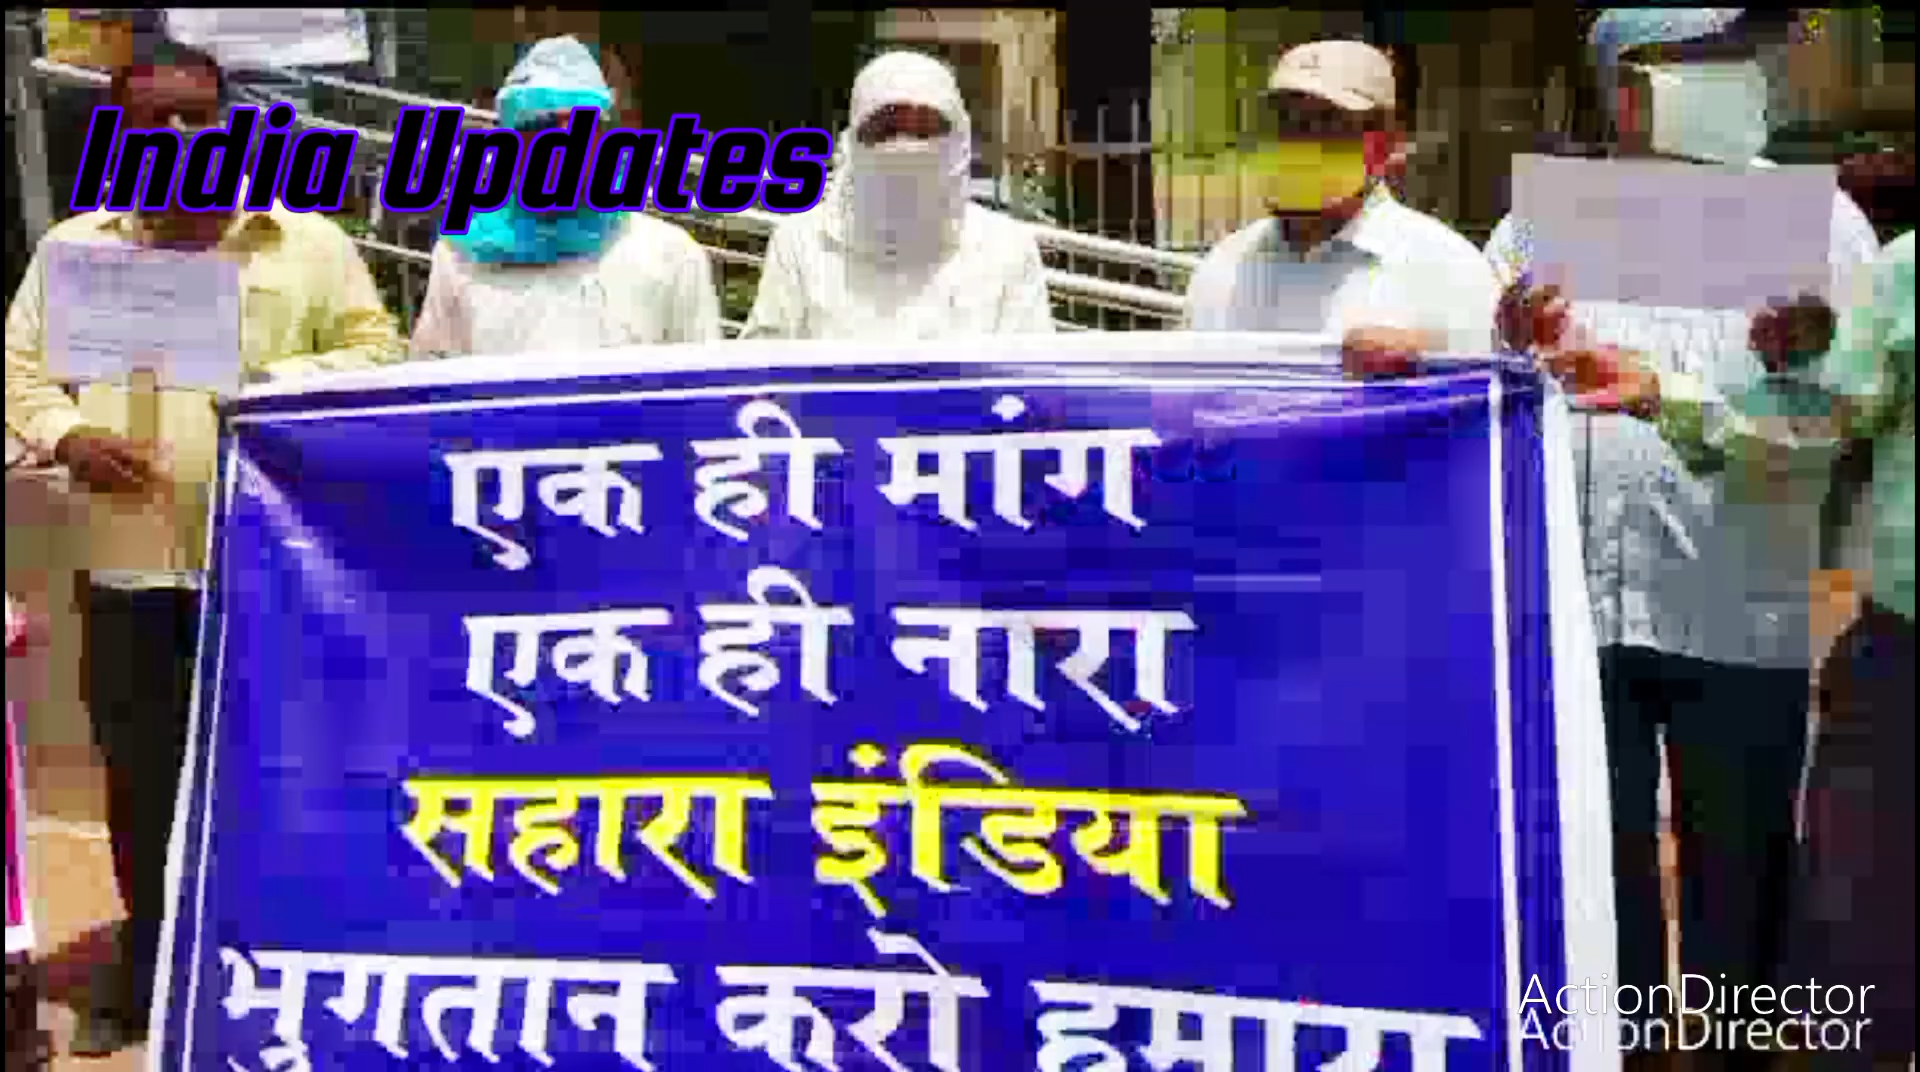 India Updates
एक ही मांग
एक ही नारा
सहारा इंडिया
भुगतान करो हमारा
ActionDirector
ActionDirector